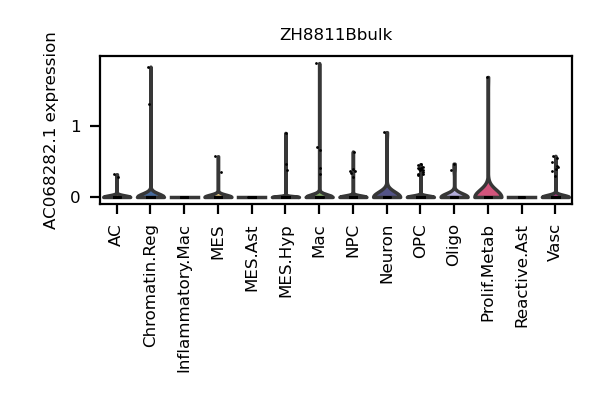 ZH8811Bbulk
AC068282.1 expression
1
0
AC
Chromatin.Reg
Inflammatory.Mac
MES
MES.Ast
MES.Hyp
Mac
NPC
Neuron
OPC
Oligo
Prolif.Metab
Reactive.Ast
Vasc